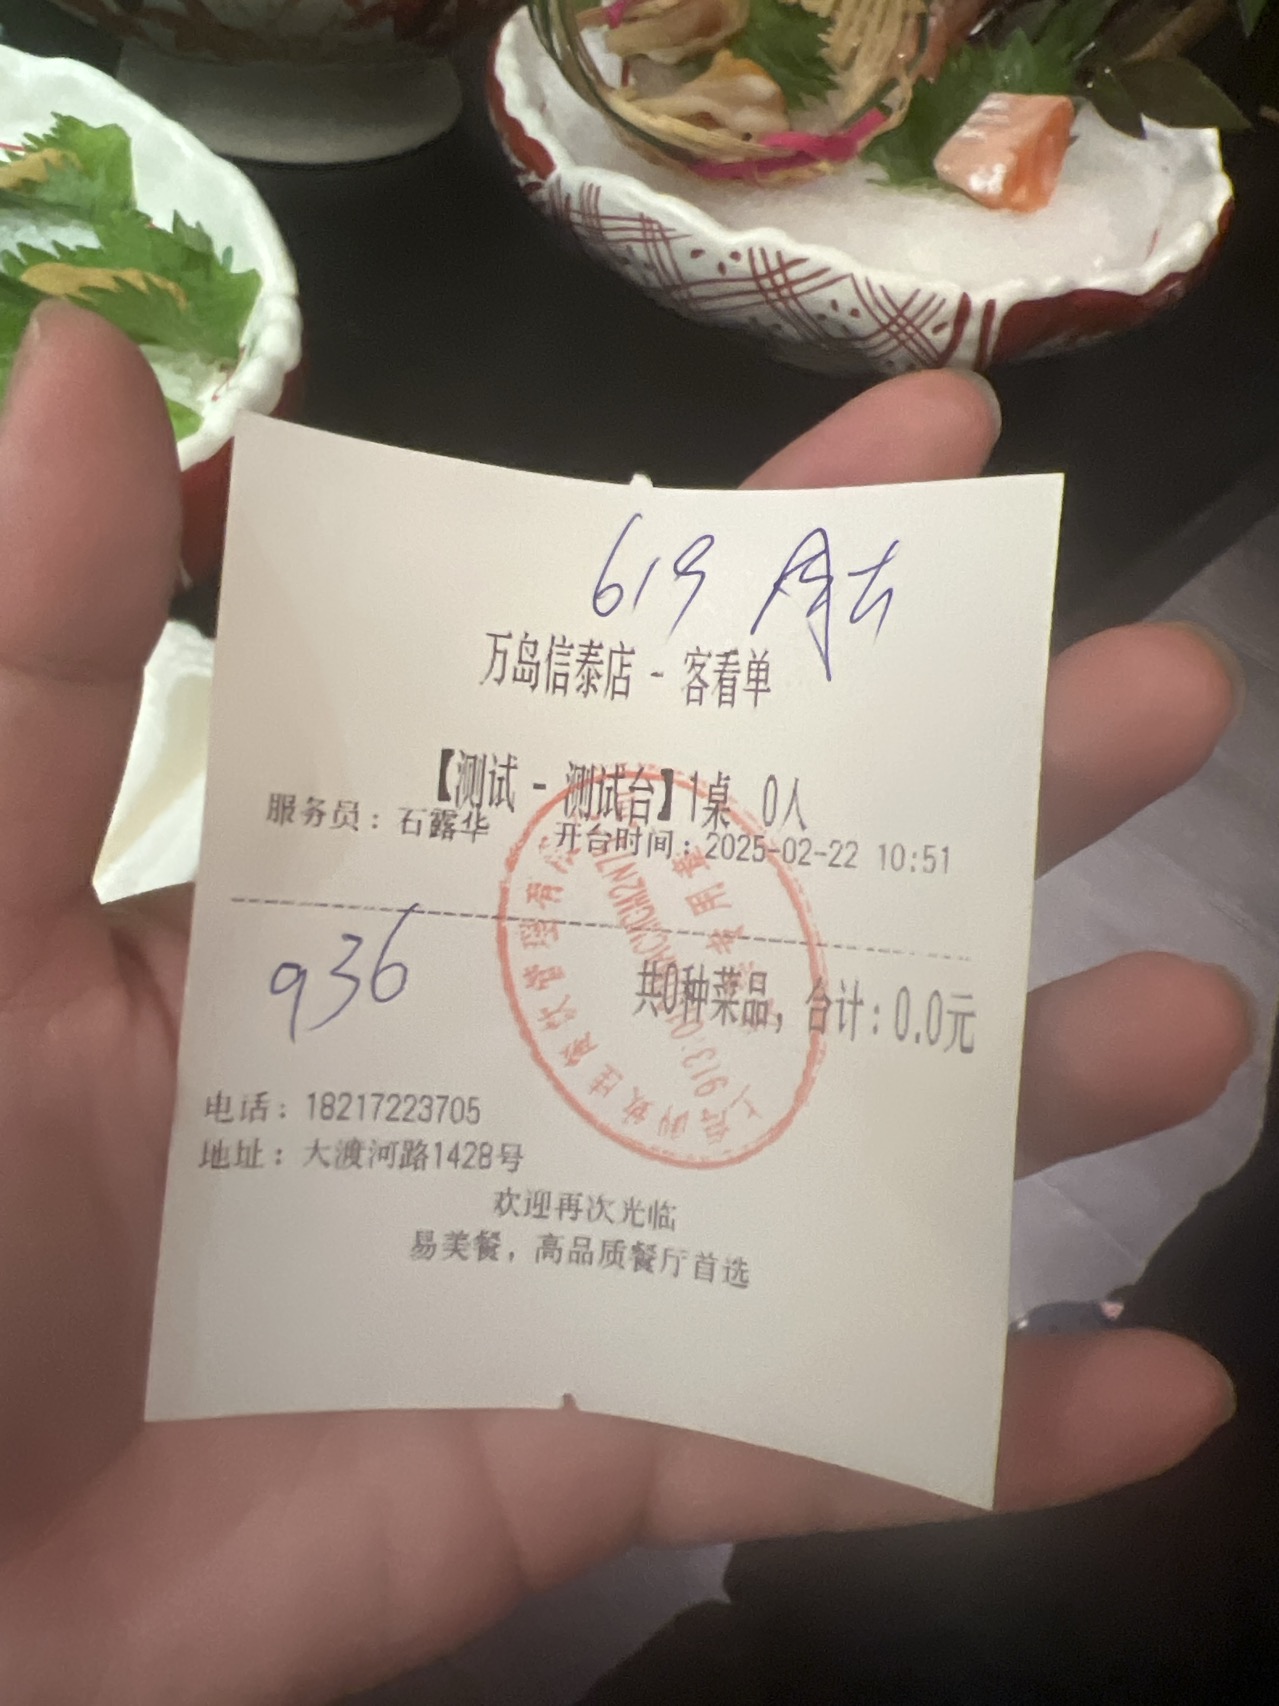 619
万岛信泰店 - 客看单
【测试 - 测试台】1桌 0人
服务员：石露华 开台时间：2025-02-22 10:51
936
共0种菜品，合计：0.0元
电话：18217223705
地址：大渡河路1428号
欢迎再次光临
易美餐，高品质餐厅首选